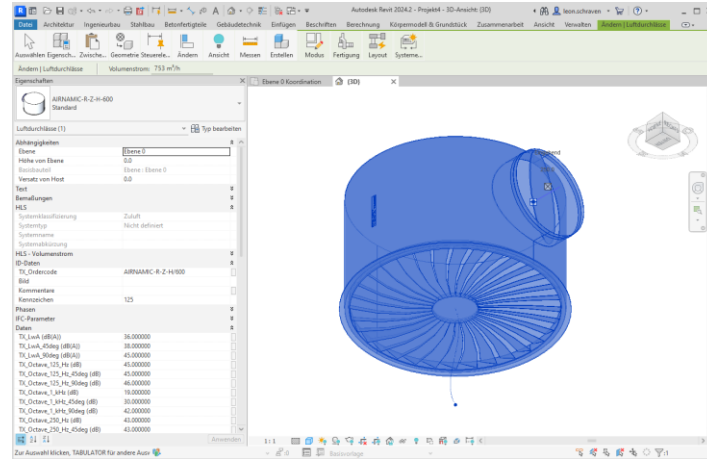 Autodesk Revit 2024.2 - Projekt4 - 3D-Ansicht: {3D}
leon.schraven
Datei Architektur Ingenieurbau Stahlbau Betonfertigteile Gebäudetechnik Einfügen Beschriften Berechnung Körpermodell & Grundstück Zusammenarbeit Ansicht Verwalten Ändern | Luftdurchlässe
Auswählen Eigensch... Zwische... Geometrie Steuerele... Ändern Ansicht Messen Erstellen Modus Fertigung Layout Systeme...
Ändern | Luftdurchlässe Volumenstrom: 753 m³/h
Eigenschaften
Ebene 0 Koordination {3D}
AIRNAMIC-R-Z-H-600
Standard
Luftdurchlässe (1) Typ bearbeiten
Abhängigkeiten
Ebene Ebene 0
Höhe von Ebene 0.0
Basisbauteil Ebene : Ebene 0
Versatz von Host 0.0
Text
Bemaßungen
HLS
Systemklassifizierung Zuluft
Systemtyp Nicht definiert
Systemname
Systemabkürzung
HLS - Volumenstrom
ID-Daten
TX_Ordercode AIRNAMIC-R-Z-H/600
Bild
Kommentare
Kennzeichen 125
Phasen
IFC-Parameter
Daten
TX_LwA (dB(A)) 36.000000
TX_LwA_45deg (dB(A)) 38.000000
TX_LwA_90deg (dB(A)) 45.000000
TX_Octave_125_Hz (dB) 45.000000
TX_Octave_125_Hz_45deg (dB) 45.000000
TX_Octave_125_Hz_90deg (dB) 46.000000
TX_Octave_1_kHz (dB) 19.000000
TX_Octave_1_kHz_45deg (dB) 30.000000
TX_Octave_1_kHz_90deg (dB) 42.000000
TX_Octave_250_Hz (dB) 43.000000
TX_Octave_250_Hz_45deg (dB) 43.000000
Anwenden
1:1
Zur Auswahl klicken, TABULATOR für andere Ausv :0 Basisvorlage :1